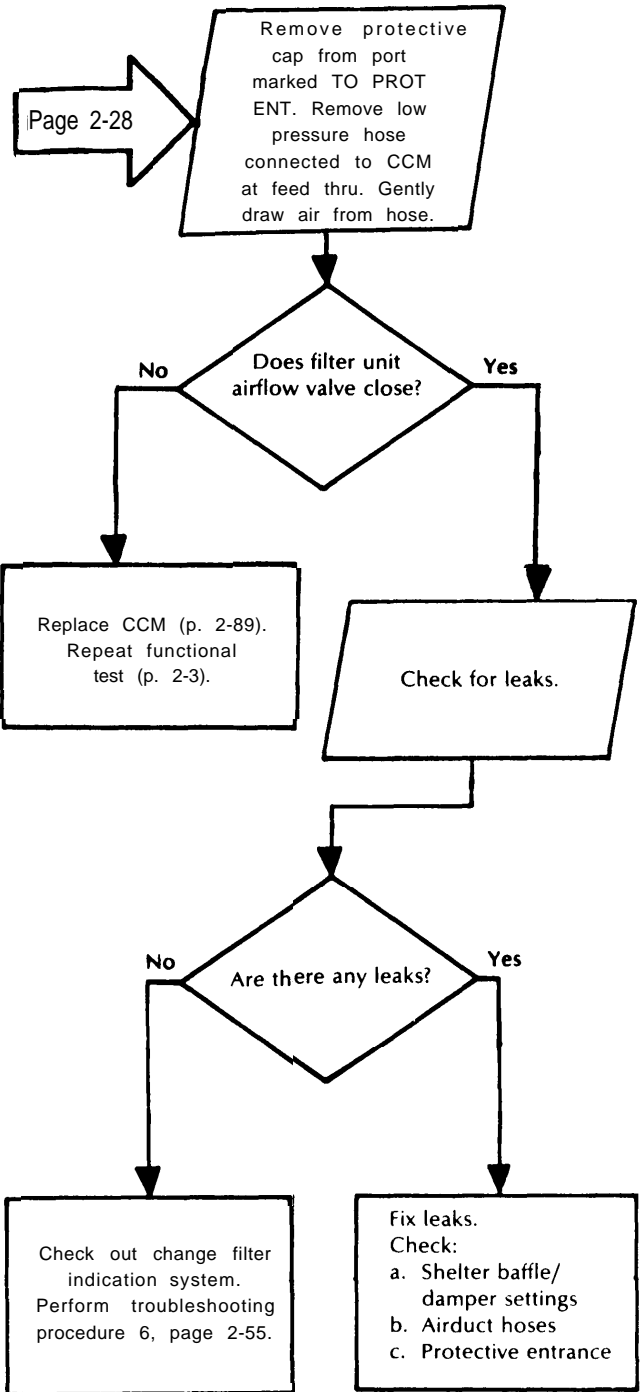 Page 2-28
Remove protective
cap from port
marked TO PROT
ENT. Remove low
pressure hose
connected to CCM
at feed thru. Gently
draw air from hose.
Does filter unit
airflow valve close?
No
Yes
Replace CCM (p. 2-89).
Repeat functional
test (p. 2-3).
Check for leaks.
Are there any leaks?
No
Yes
Check out change filter
indication system.
Perform troubleshooting
procedure 6, page 2-55.
Fix leaks.
Check:
a. Shelter baffle/
damper settings
b. Airduct hoses
c. Protective entrance